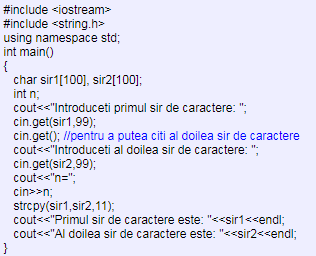 #include <iostream>
#include <string.h>
using namespace std;
int main()
{
char sir1[100], sir2[100];
int n;
cout<<"Introduceti primul sir de caractere: ";
cin.get(sir1,99);
cin.get(); //pentru a putea citi al doilea sir de caractere
cout<<"Introduceti al doilea sir de caractere: ";
cin.get(sir2,99);
cout<<"n=";
cin>>n;
strcpy(sir1,sir2,11);
cout<<"Primul sir de caractere este: "<<sir1<<endl;
cout<<"Al doilea sir de caractere este: "<<sir2<<endl;
}